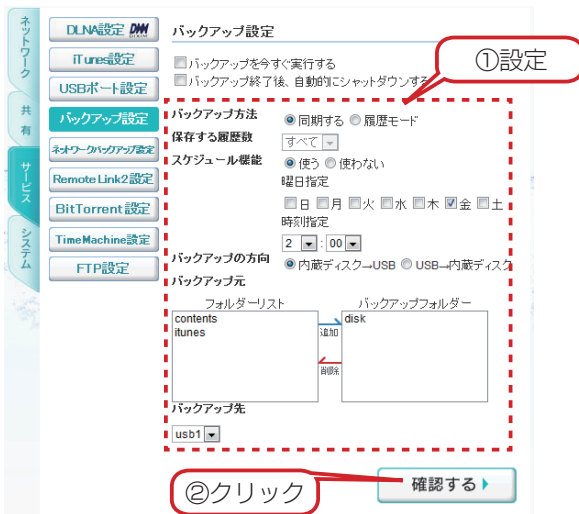 ネットワーク
共有
サービス
システム
DLNA設定
iTunes設定
USBポート設定
バックアップ設定
ネットワークバックアップ設定
Remote Link2設定
BitTorrent設定
TimeMachine設定
FTP設定
バックアップ設定
バックアップを今すぐ実行する
バックアップ終了後、自動的にシャットダウンする
①設定
バックアップ方法 同期する 履歴モード
保存する履歴数 すべて
スケジュール機能 使う 使わない
曜日指定
日 月 火 水 木 金 土
時刻指定
2 : 00
バックアップの方向 内蔵ディスク→USB USB→内蔵ディスク
バックアップ元
フォルダーリスト バックアップフォルダー
contents
itunes
追加
削除
disk
バックアップ先
usb1
②クリック
確認する